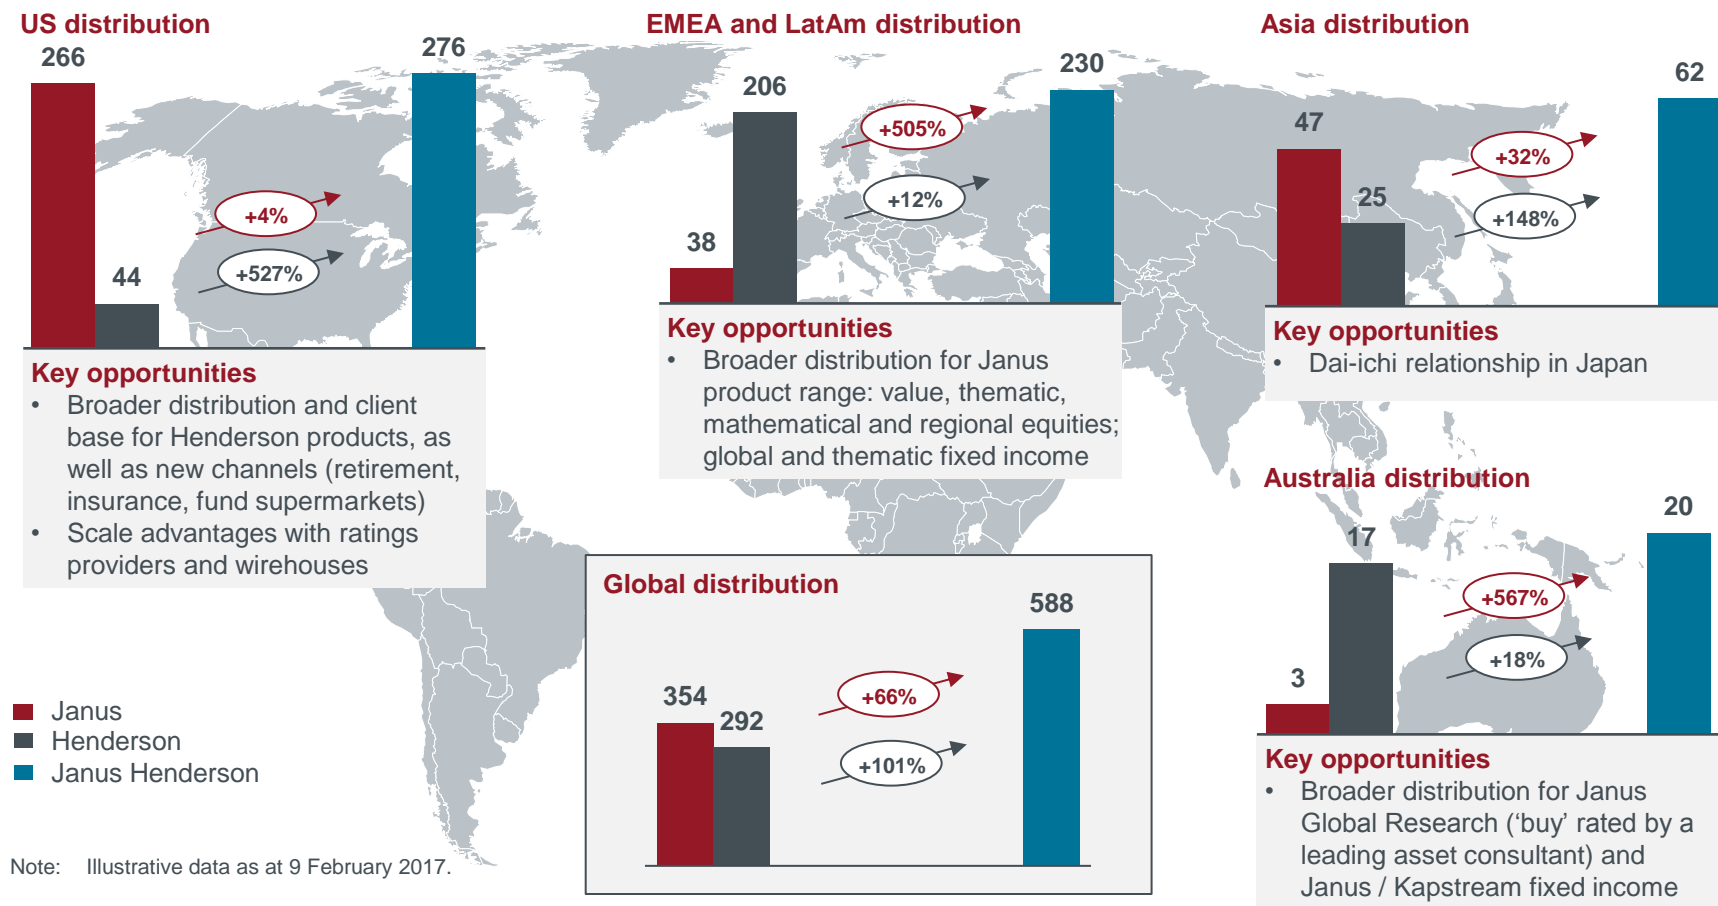 US distribution
266
44
276
+4%
+527%
Key opportunities
• Broader distribution and client
base for Henderson products, as
well as new channels (retirement,
insurance, fund supermarkets)
• Scale advantages with ratings
providers and wirehouses
EMEA and LatAm distribution
38
206
230
+505%
+12%
Key opportunities
• Broader distribution for Janus
product range: value, thematic,
mathematical and regional equities;
global and thematic fixed income
Asia distribution
47
25
62
+32%
+148%
Key opportunities
• Dai-ichi relationship in Japan
Australia distribution
3
17
20
+567%
+18%
Key opportunities
• Broader distribution for Janus
Global Research (‘buy’ rated by a
leading asset consultant) and
Janus / Kapstream fixed income
Global distribution
354
292
588
+66%
+101%
Janus
Henderson
Janus Henderson
Note: Illustrative data as at 9 February 2017.